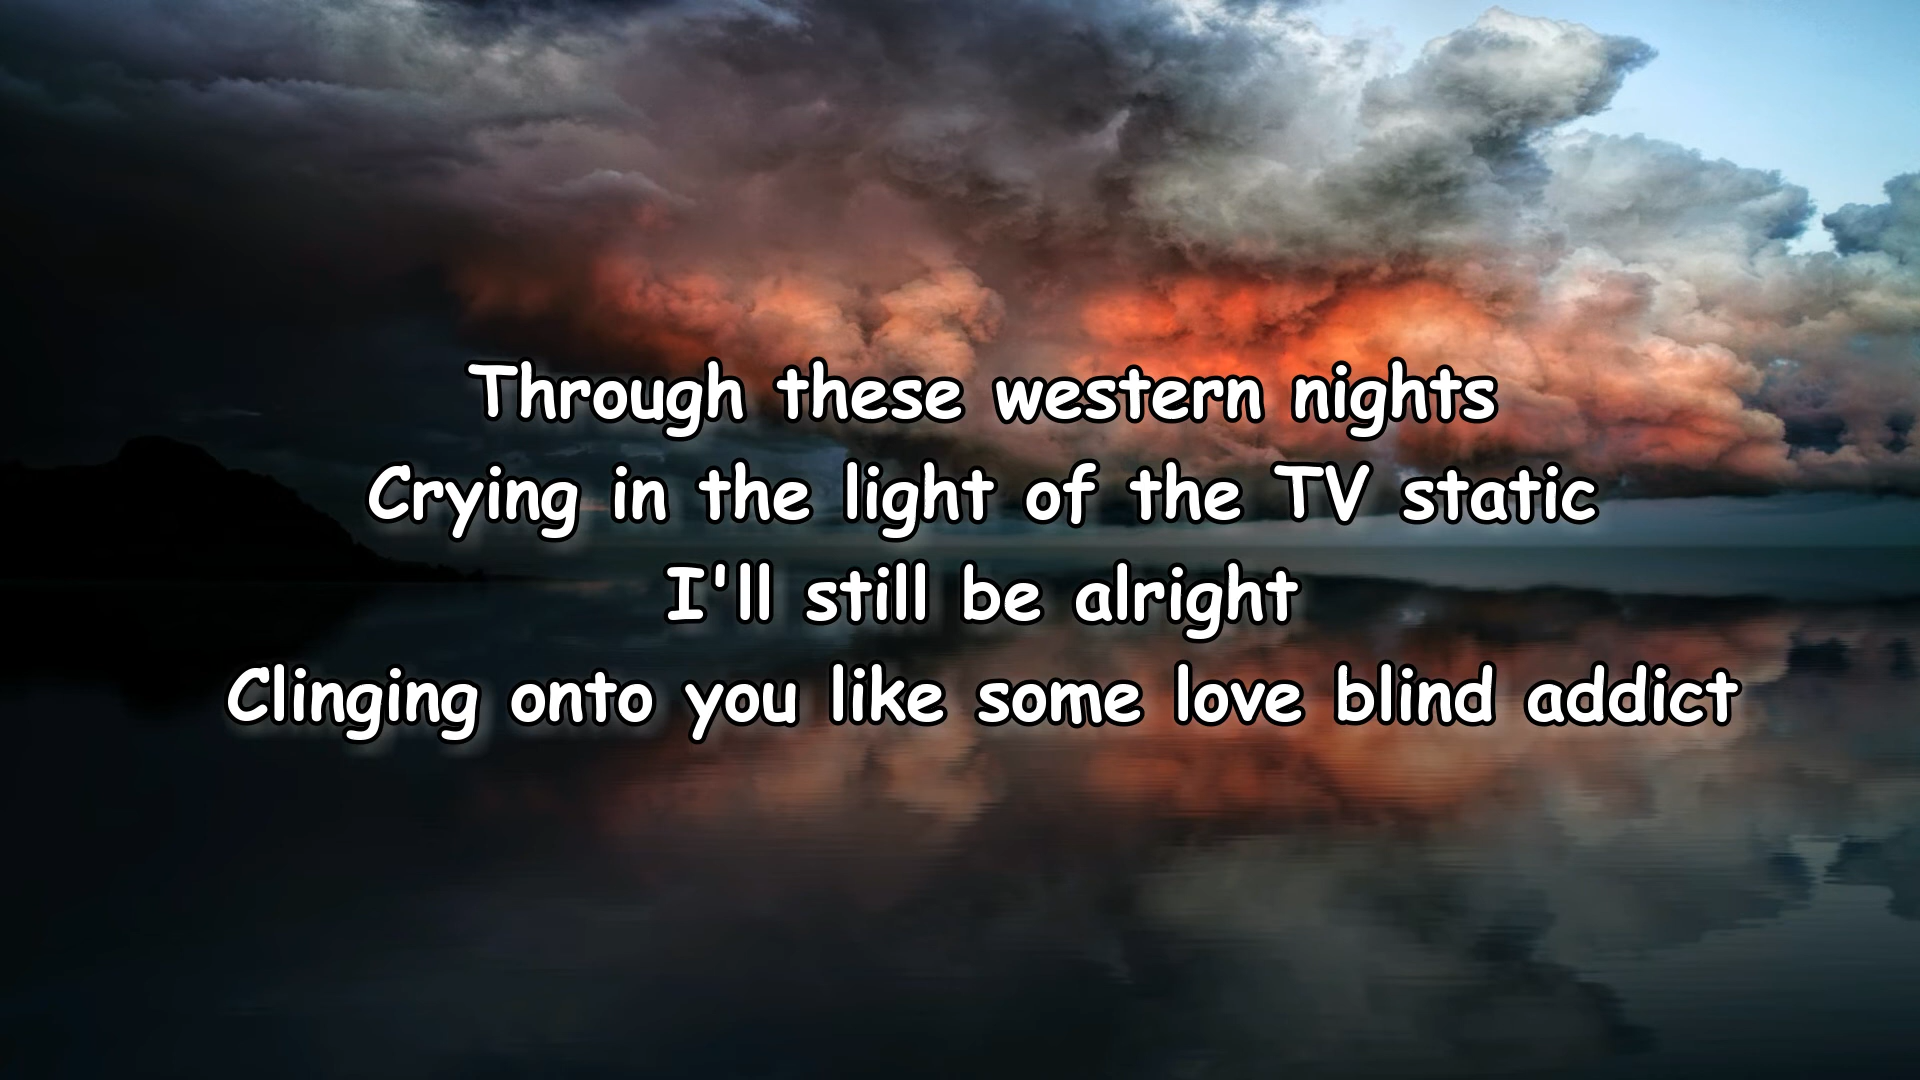 Through these western nights
Crying in the light of the TV static
I'll still be alright
Clinging onto you like some love blind addict